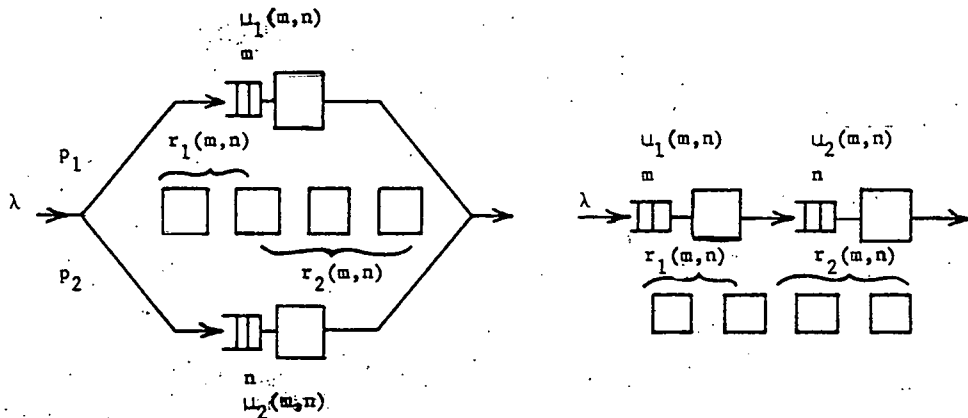 μ₁(m,n)
m
r₁(m,n)
p₁
λ
r₂(m,n)
p₂
n
μ₂(m,n)
μ₁(m,n)
μ₂(m,n)
m
n
λ
r₁(m,n)
r₂(m,n)